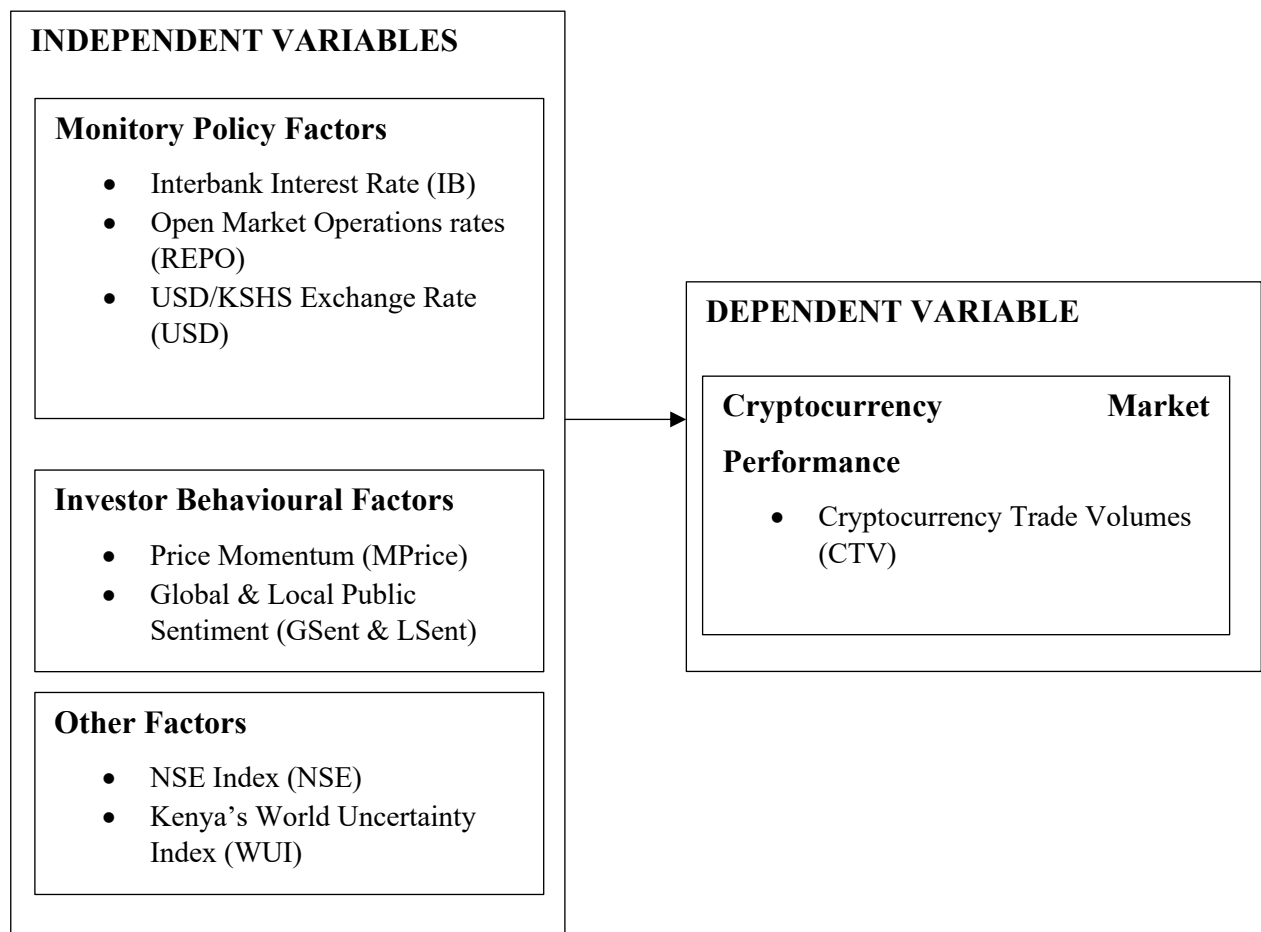 INDEPENDENT VARIABLES
Monitory Policy Factors
• Interbank Interest Rate (IB)
• Open Market Operations rates
(REPO)
• USD/KSHS Exchange Rate
(USD)
Investor Behavioural Factors
• Price Momentum (MPrice)
• Global & Local Public
Sentiment (GSent & LSent)
Other Factors
• NSE Index (NSE)
• Kenya’s World Uncertainty
Index (WUI)
DEPENDENT VARIABLE
Cryptocurrency Market
Performance
• Cryptocurrency Trade Volumes
(CTV)